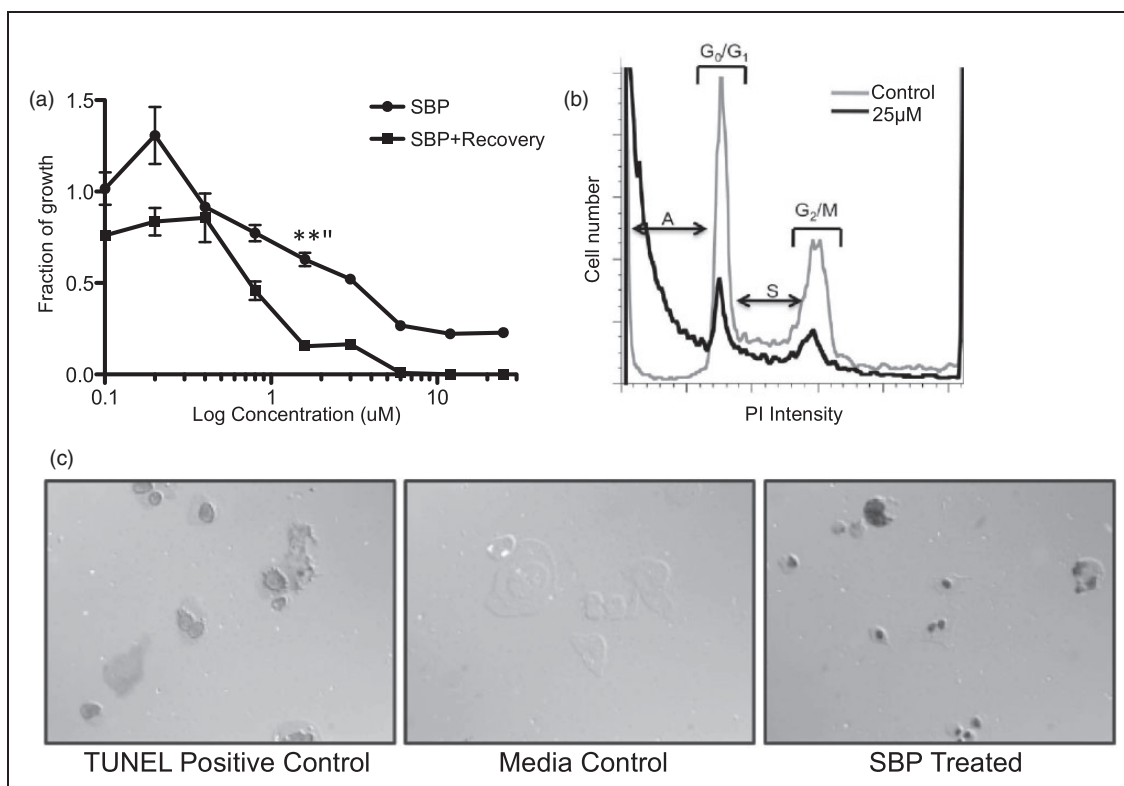 (a)
1.5
1.0
0.5
0.0
Fraction of growth
0.1
1
10
Log Concentration (uM)
SBP
SBP+Recovery
**"
(b)
G₀/G₁
G₂/M
A
S
Control
25µM
Cell number
PI Intensity
(c)
TUNEL Positive Control
Media Control
SBP Treated